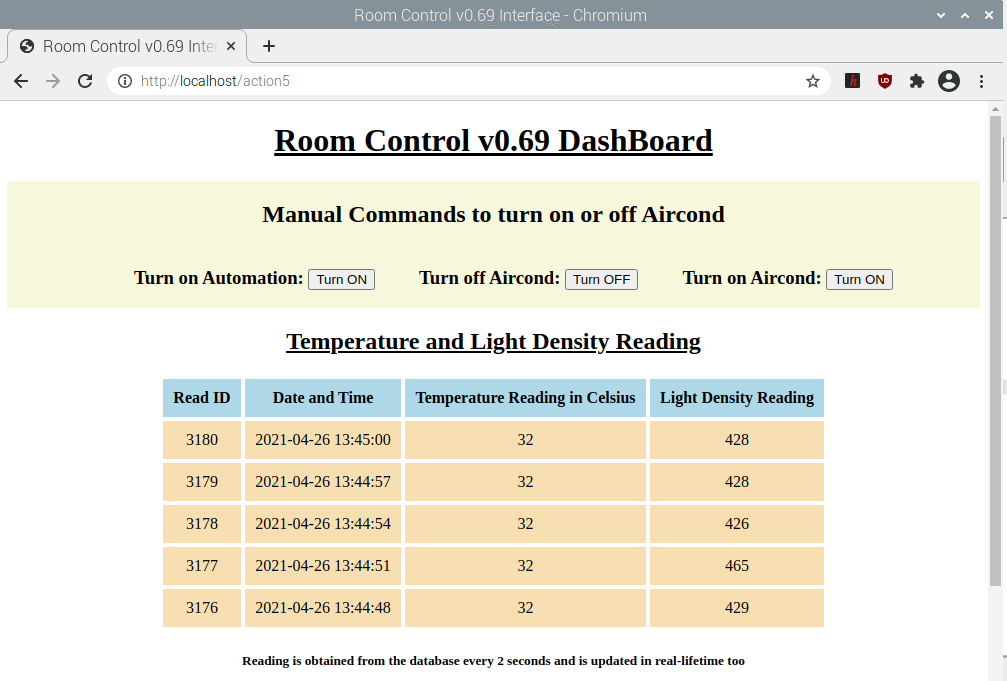 Room Control v0.69 Interface - Chromium
Room Control v0.69 Inter
http://localhost/action5
Room Control v0.69 DashBoard
Manual Commands to turn on or off Aircond
Turn on Automation: Turn ON Turn off Aircond: Turn OFF Turn on Aircond: Turn ON
Temperature and Light Density Reading
Read ID Date and Time Temperature Reading in Celsius Light Density Reading
3180 2021-04-26 13:45:00 32 428
3179 2021-04-26 13:44:57 32 428
3178 2021-04-26 13:44:54 32 426
3177 2021-04-26 13:44:51 32 465
3176 2021-04-26 13:44:48 32 429
Reading is obtained from the database every 2 seconds and is updated in real-lifetime too